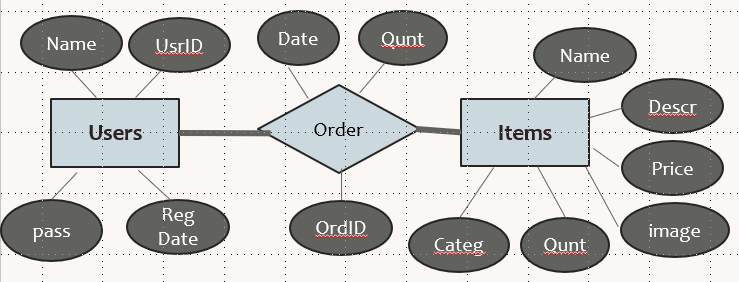 Name
UsrID
Date
Qunt
Name
Users
Order
Items
Descr
Price
pass
Reg
Date
OrdID
Categ
Qunt
image